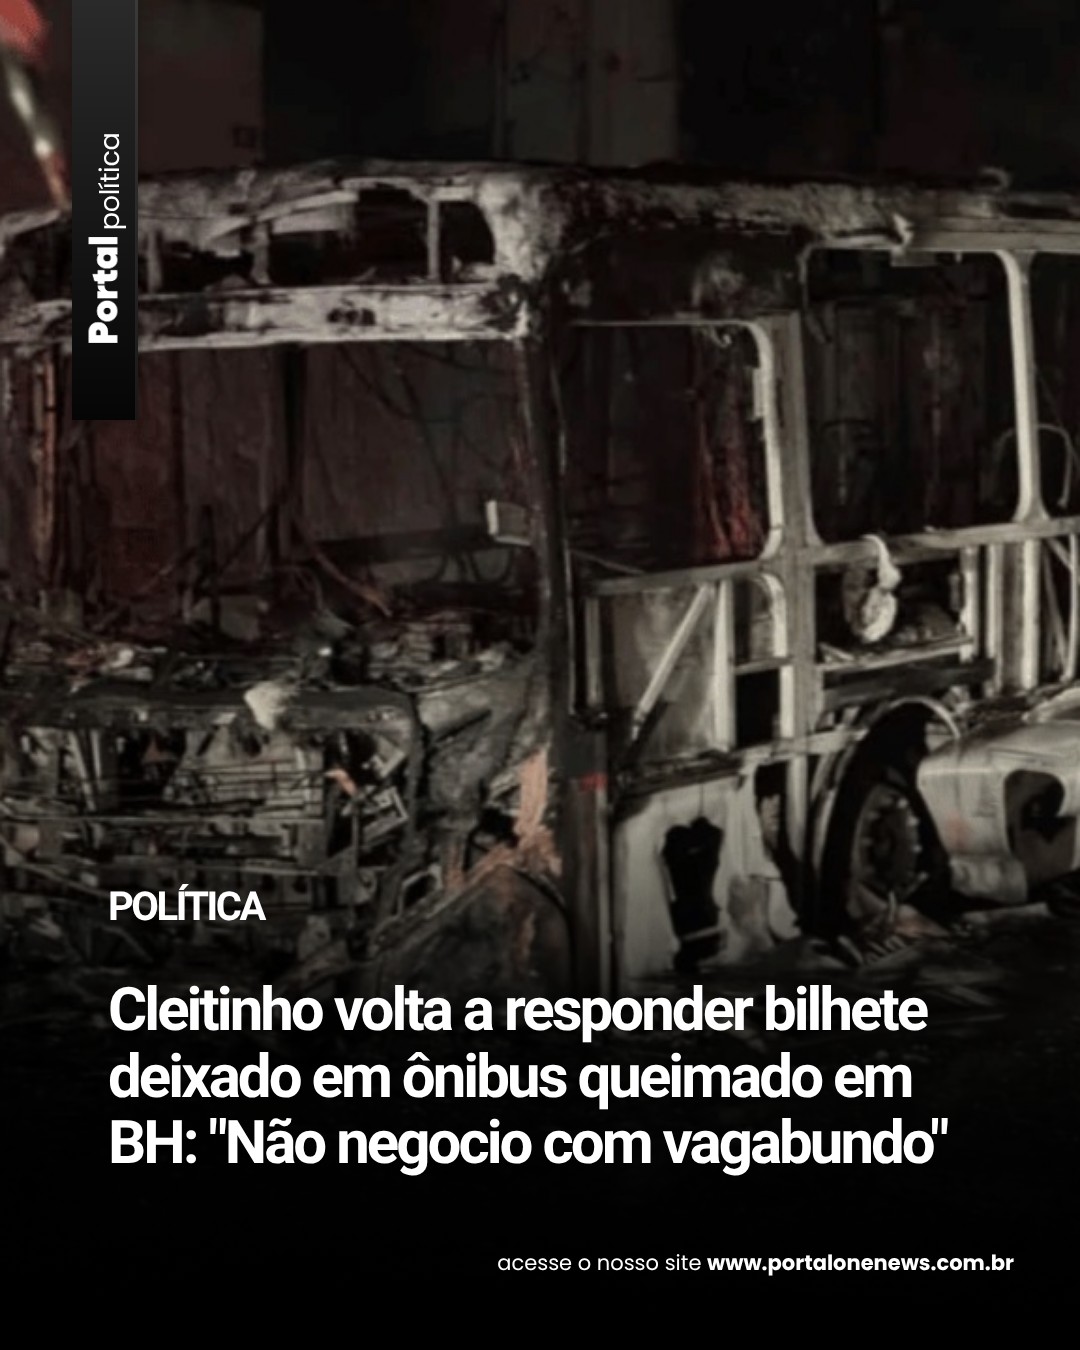 Portal política
POLÍTICA
Cleitinho volta a responder bilhete
deixado em ônibus queimado em
BH: "Não negocio com vagabundo"
acesse o nosso site www.portalonenews.com.br